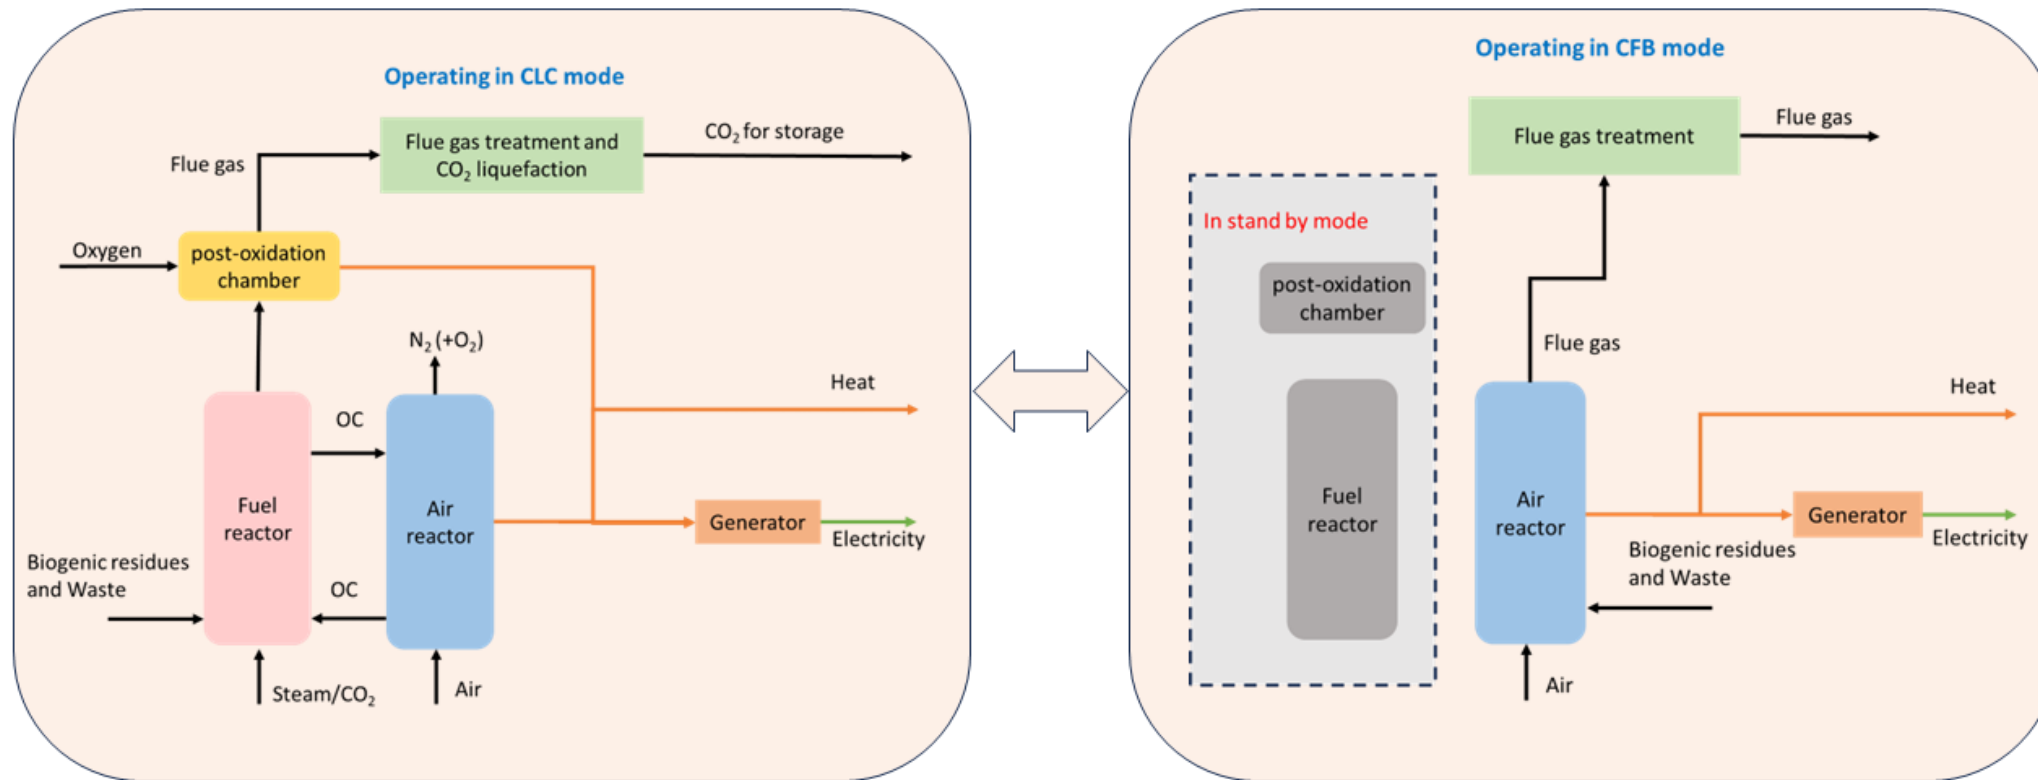 Operating in CLC mode
Flue gas treatment and
CO₂ liquefaction
CO₂ for storage
Flue gas
Oxygen
post-oxidation
chamber
N₂ (+O₂)
Heat
OC
Fuel
reactor
Air
reactor
Generator
Electricity
Biogenic residues
and Waste
OC
Steam/CO₂
Air
Operating in CFB mode
Flue gas treatment
Flue gas
In stand by mode
post-oxidation
chamber
Flue gas
Heat
Fuel
reactor
Air
reactor
Generator
Electricity
Biogenic residues
and Waste
Air